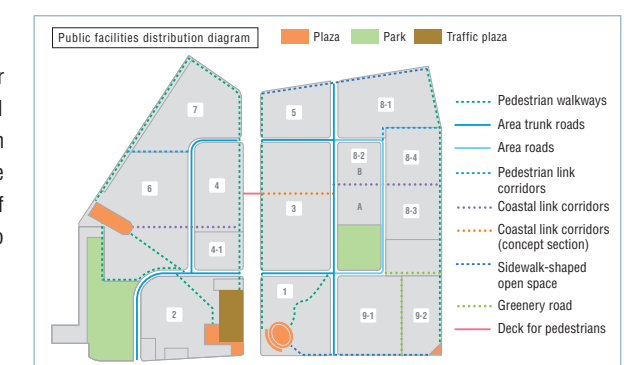 Public facilities distribution diagram
Plaza
Park
Traffic plaza
r
l
n
e
f
o
7
5
8-1
8-2
B
8-4
6
4
3
A
8-3
4-1
1
2
9-1
9-2
Pedestrian walkways
Area trunk roads
Area roads
Pedestrian link
corridors
Coastal link corridors
Coastal link corridors
(concept section)
Sidewalk-shaped
open space
Greenery road
Deck for pedestrians